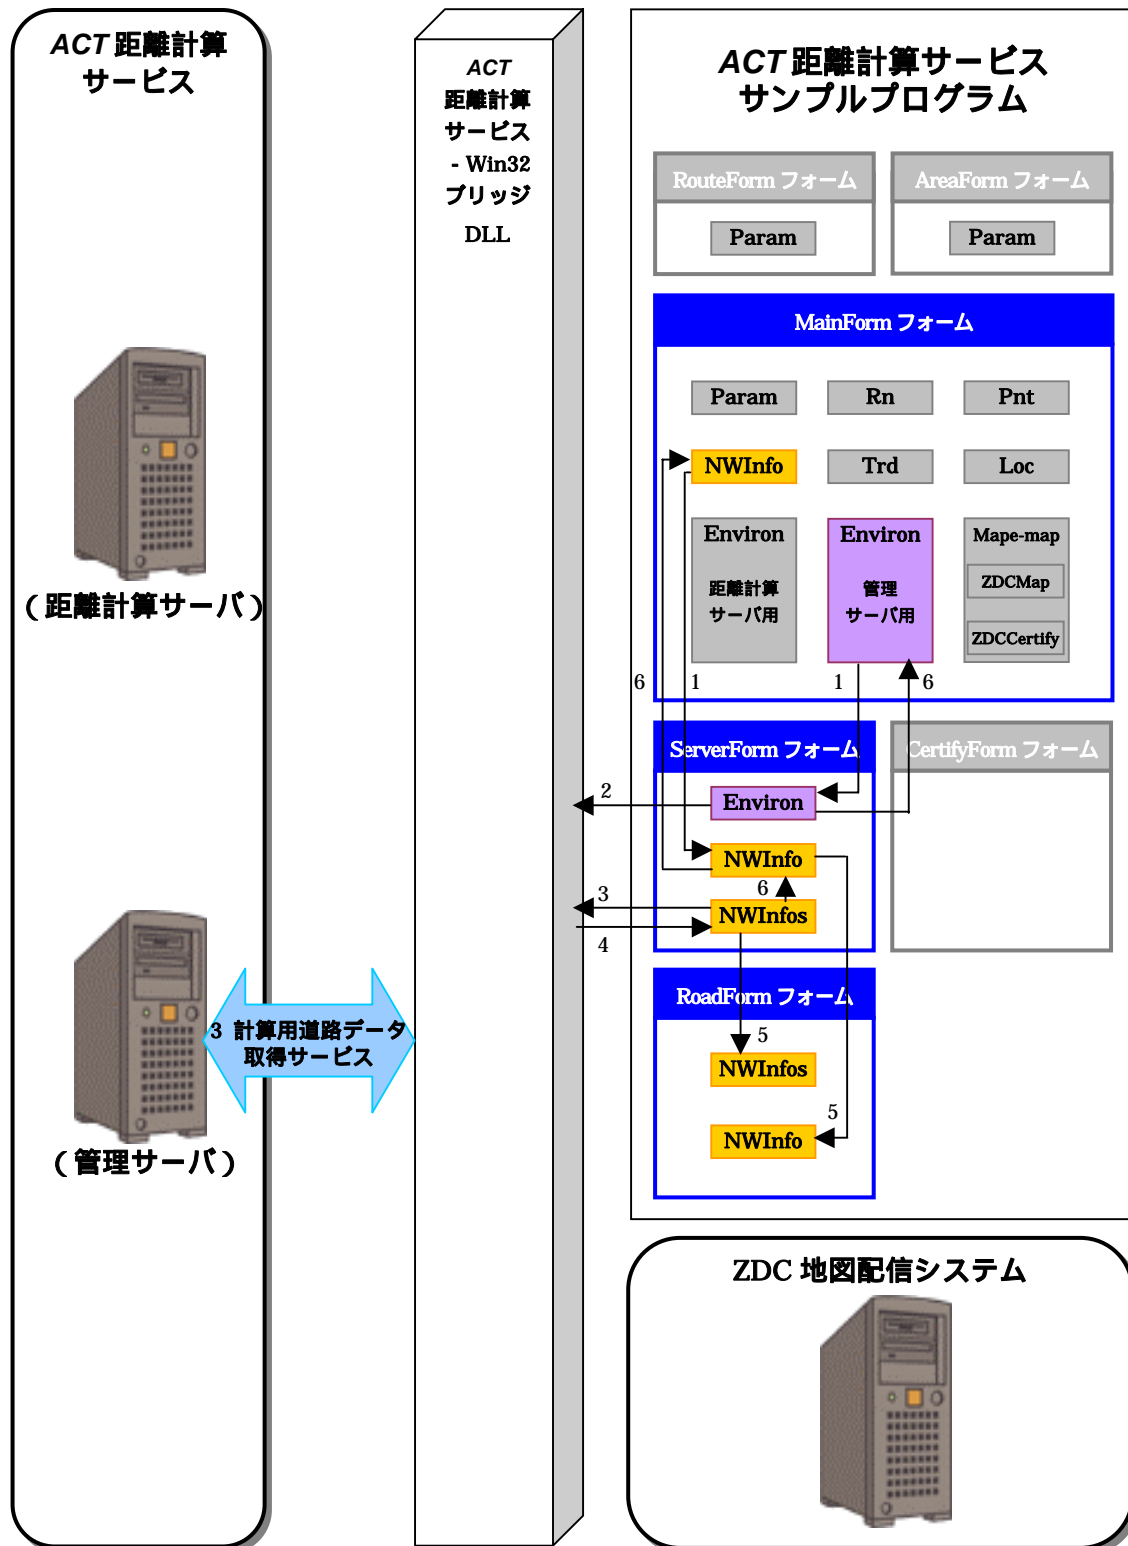 ACT 距離計算
サービス
(距離計算サーバ)
3 計算用道路データ
取得サービス
(管理サーバ)
ACT
距離計算
サービス
- Win32
ブリッジ
DLL
ACT 距離計算サービス
サンプルプログラム
RouteForm フォーム
Param
AreaForm フォーム
Param
MainForm フォーム
Param
Rn
Pnt
NWInfo
Trd
Loc
Environ
距離計算
サーバ用
Environ
管理
サーバ用
Mape-map
ZDCMap
ZDCCertify
6
1
1
6
ServerForm フォーム
CertifyForm フォーム
2
Environ
NWInfo
6
3
NWInfos
4
RoadForm フォーム
5
NWInfos
5
NWInfo
ZDC 地図配信システム